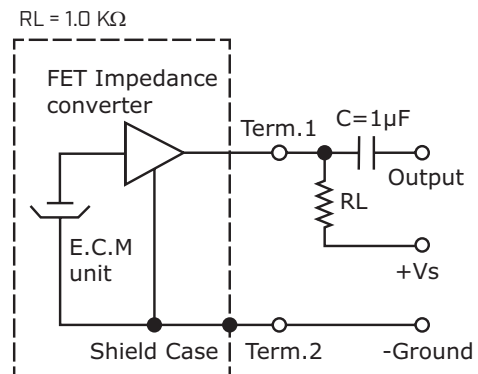 RL = 1.0 KΩ
FET Impedance
converter
Term.1
C=1µF
Output
RL
E.C.M
unit
+Vs
Shield Case
Term.2
-Ground